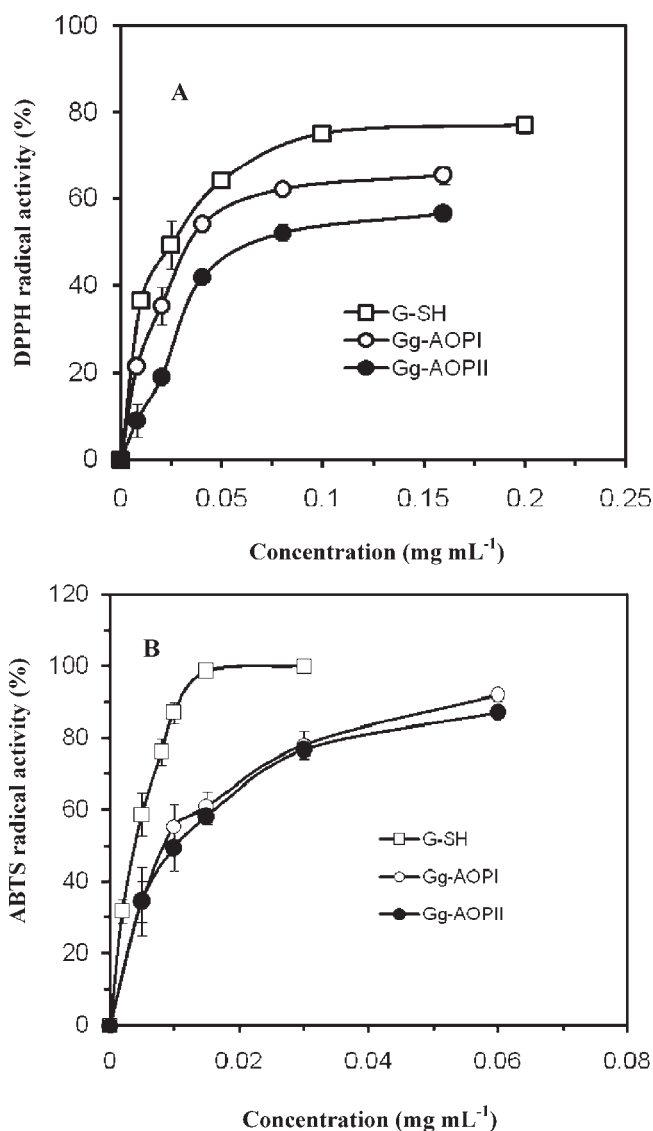 100
80
60
40
20
0
DPPH radical activity (%)
A
G-SH
Gg-AOPI
Gg-AOPII
0 0.05 0.1 0.15 0.2 0.25
Concentration (mg mL⁻¹)
120
100
80
60
40
20
0
ABTS radical activity (%)
B
G-SH
Gg-AOPI
Gg-AOPII
0 0.02 0.04 0.06 0.08
Concentration (mg mL⁻¹)